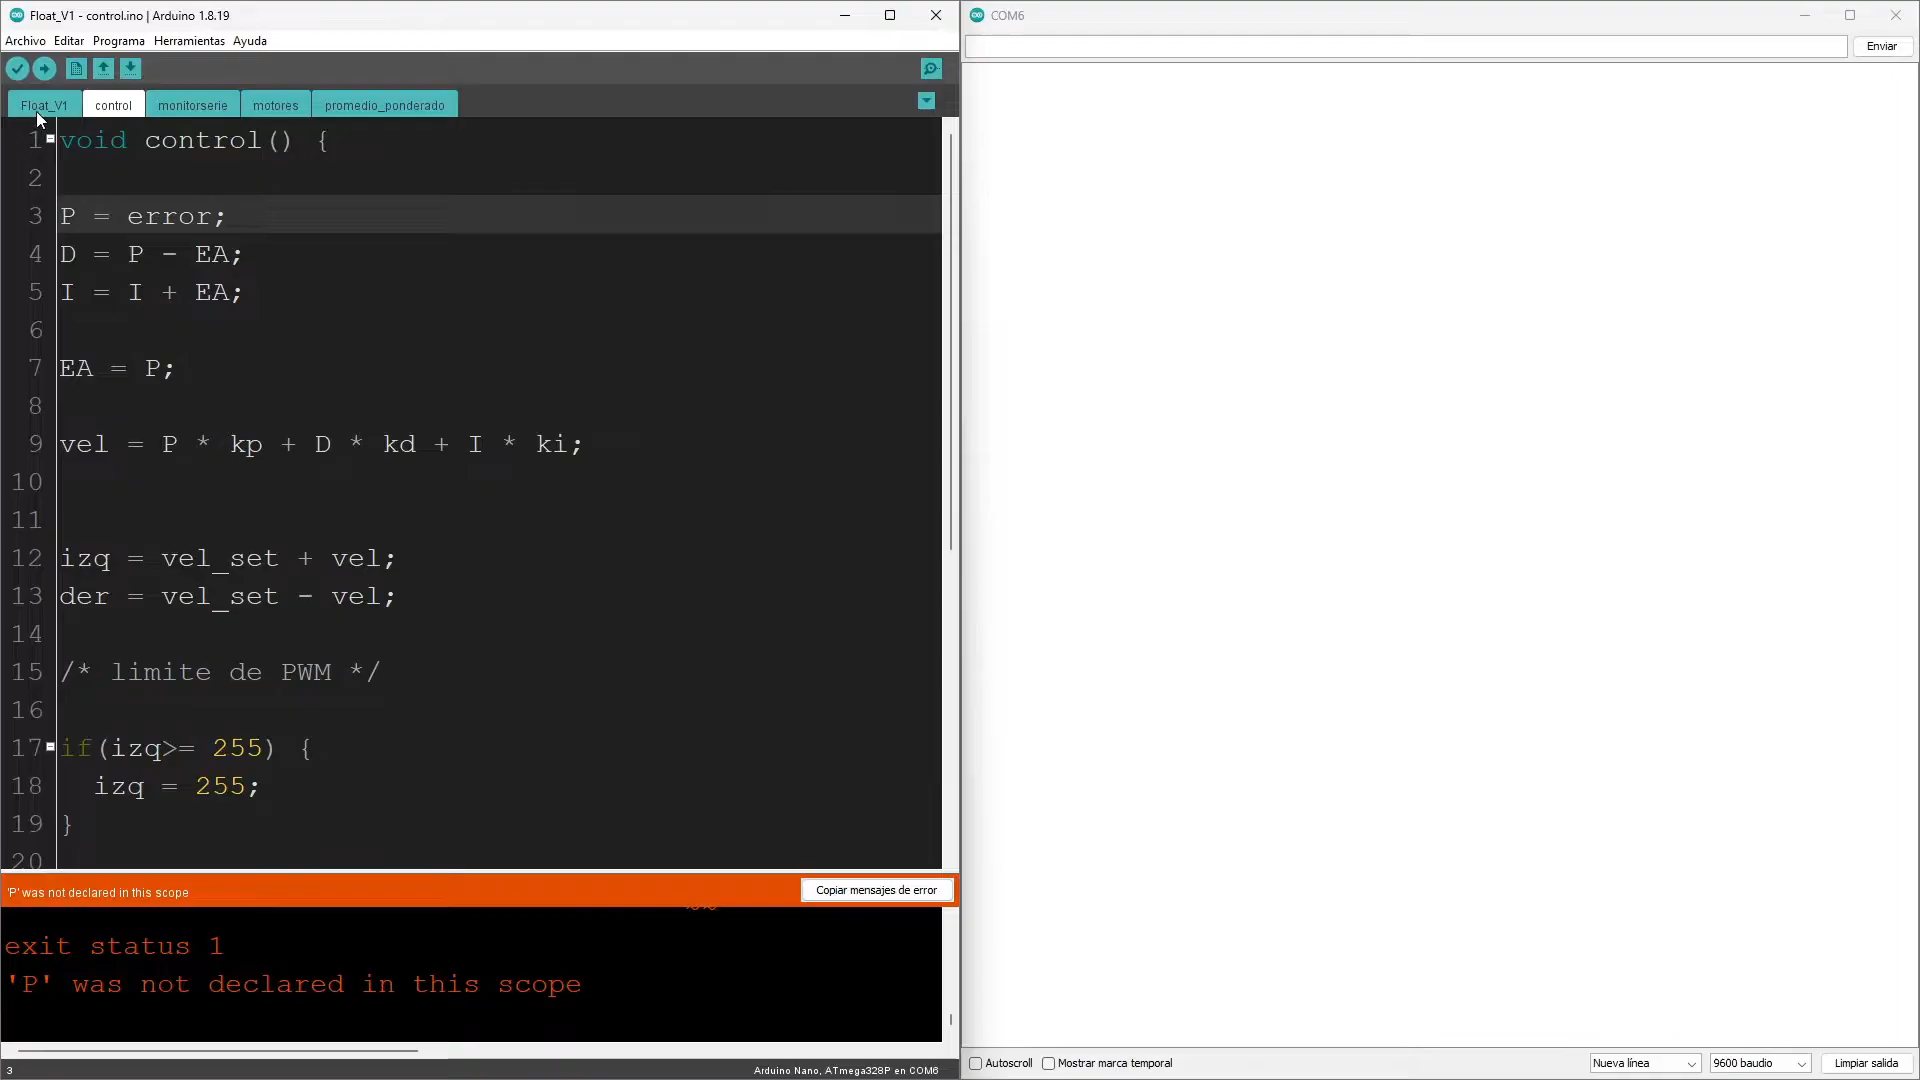 Float_V1 - control.ino | Arduino 1.8.19
Archivo Editar Programa Herramientas Ayuda
Float_V1 control monitorserie motores promedio_ponderado
1 void control() {
2
3 P = error;
4 D = P - EA;
5 I = I + EA;
6
7 EA = P;
8
9 vel = P * kp + D * kd + I * ki;
10
11
12 izq = vel_set + vel;
13 der = vel_set - vel;
14
15 /* limite de PWM */
16
17 if(izq>= 255) {
18 izq = 255;
19 }
20
'P' was not declared in this scope
Copiar mensajes de error
exit status 1
'P' was not declared in this scope
3
Arduino Nano, ATmega328P en COM6
COM6
Enviar
Autoscroll Mostrar marca temporal
Nueva línea 9600 baudio Limpiar salida